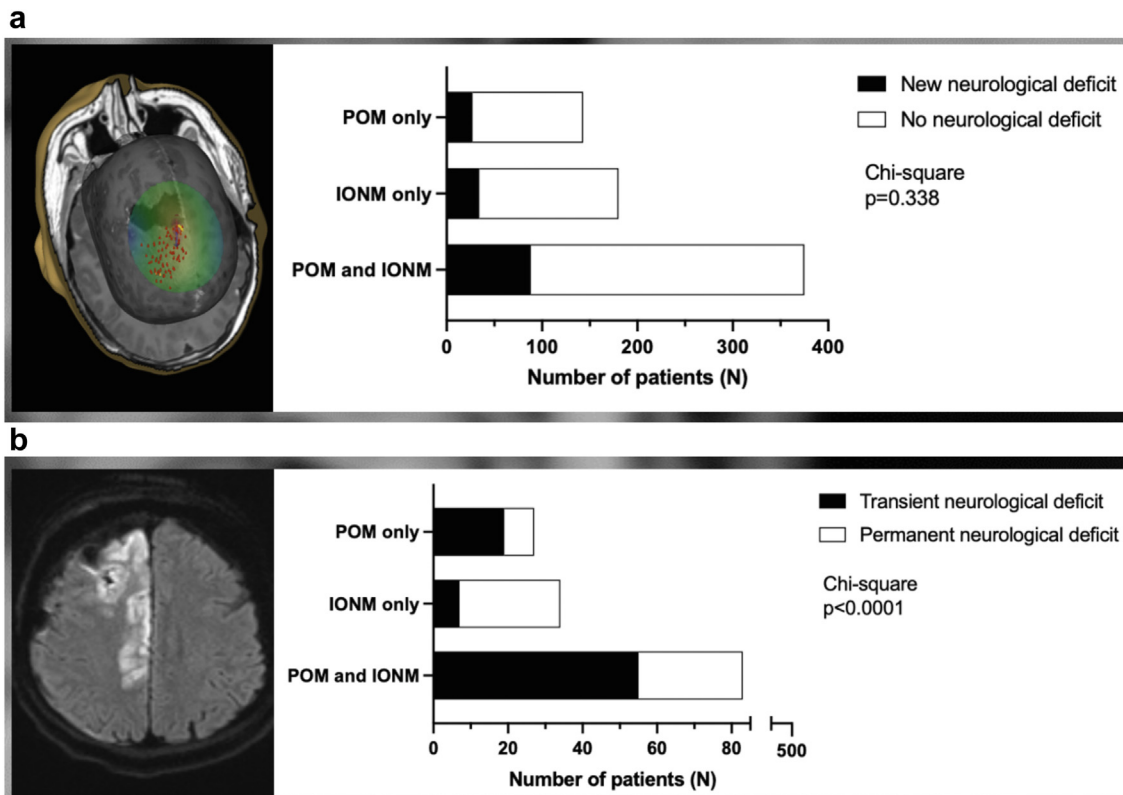 a
POM only
IONM only
POM and IONM
0 100 200 300 400
Number of patients (N)
New neurological deficit
No neurological deficit
Chi-square
p=0.338
b
POM only
IONM only
POM and IONM
0 20 40 60 80 500
Number of patients (N)
Transient neurological deficit
Permanent neurological deficit
Chi-square
p<0.0001